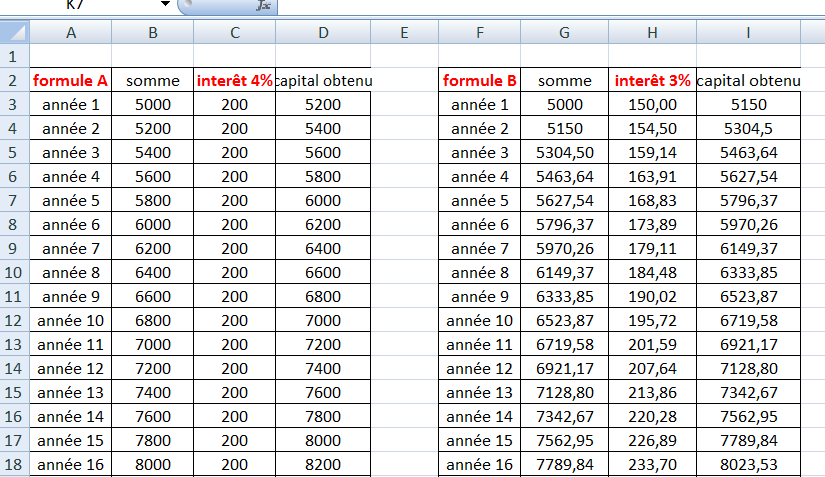 K7 fx
A B C D E F G H I
1
2 formule A somme interêt 4% capital obtenu formule B somme interêt 3% capital obtenu
3 année 1 5000 200 5200 année 1 5000 150,00 5150
4 année 2 5200 200 5400 année 2 5150 154,50 5304,5
5 année 3 5400 200 5600 année 3 5304,50 159,14 5463,64
6 année 4 5600 200 5800 année 4 5463,64 163,91 5627,54
7 année 5 5800 200 6000 année 5 5627,54 168,83 5796,37
8 année 6 6000 200 6200 année 6 5796,37 173,89 5970,26
9 année 7 6200 200 6400 année 7 5970,26 179,11 6149,37
10 année 8 6400 200 6600 année 8 6149,37 184,48 6333,85
11 année 9 6600 200 6800 année 9 6333,85 190,02 6523,87
12 année 10 6800 200 7000 année 10 6523,87 195,72 6719,58
13 année 11 7000 200 7200 année 11 6719,58 201,59 6921,17
14 année 12 7200 200 7400 année 12 6921,17 207,64 7128,80
15 année 13 7400 200 7600 année 13 7128,80 213,86 7342,67
16 année 14 7600 200 7800 année 14 7342,67 220,28 7562,95
17 année 15 7800 200 8000 année 15 7562,95 226,89 7789,84
18 année 16 8000 200 8200 année 16 7789,84 233,70 8023,53